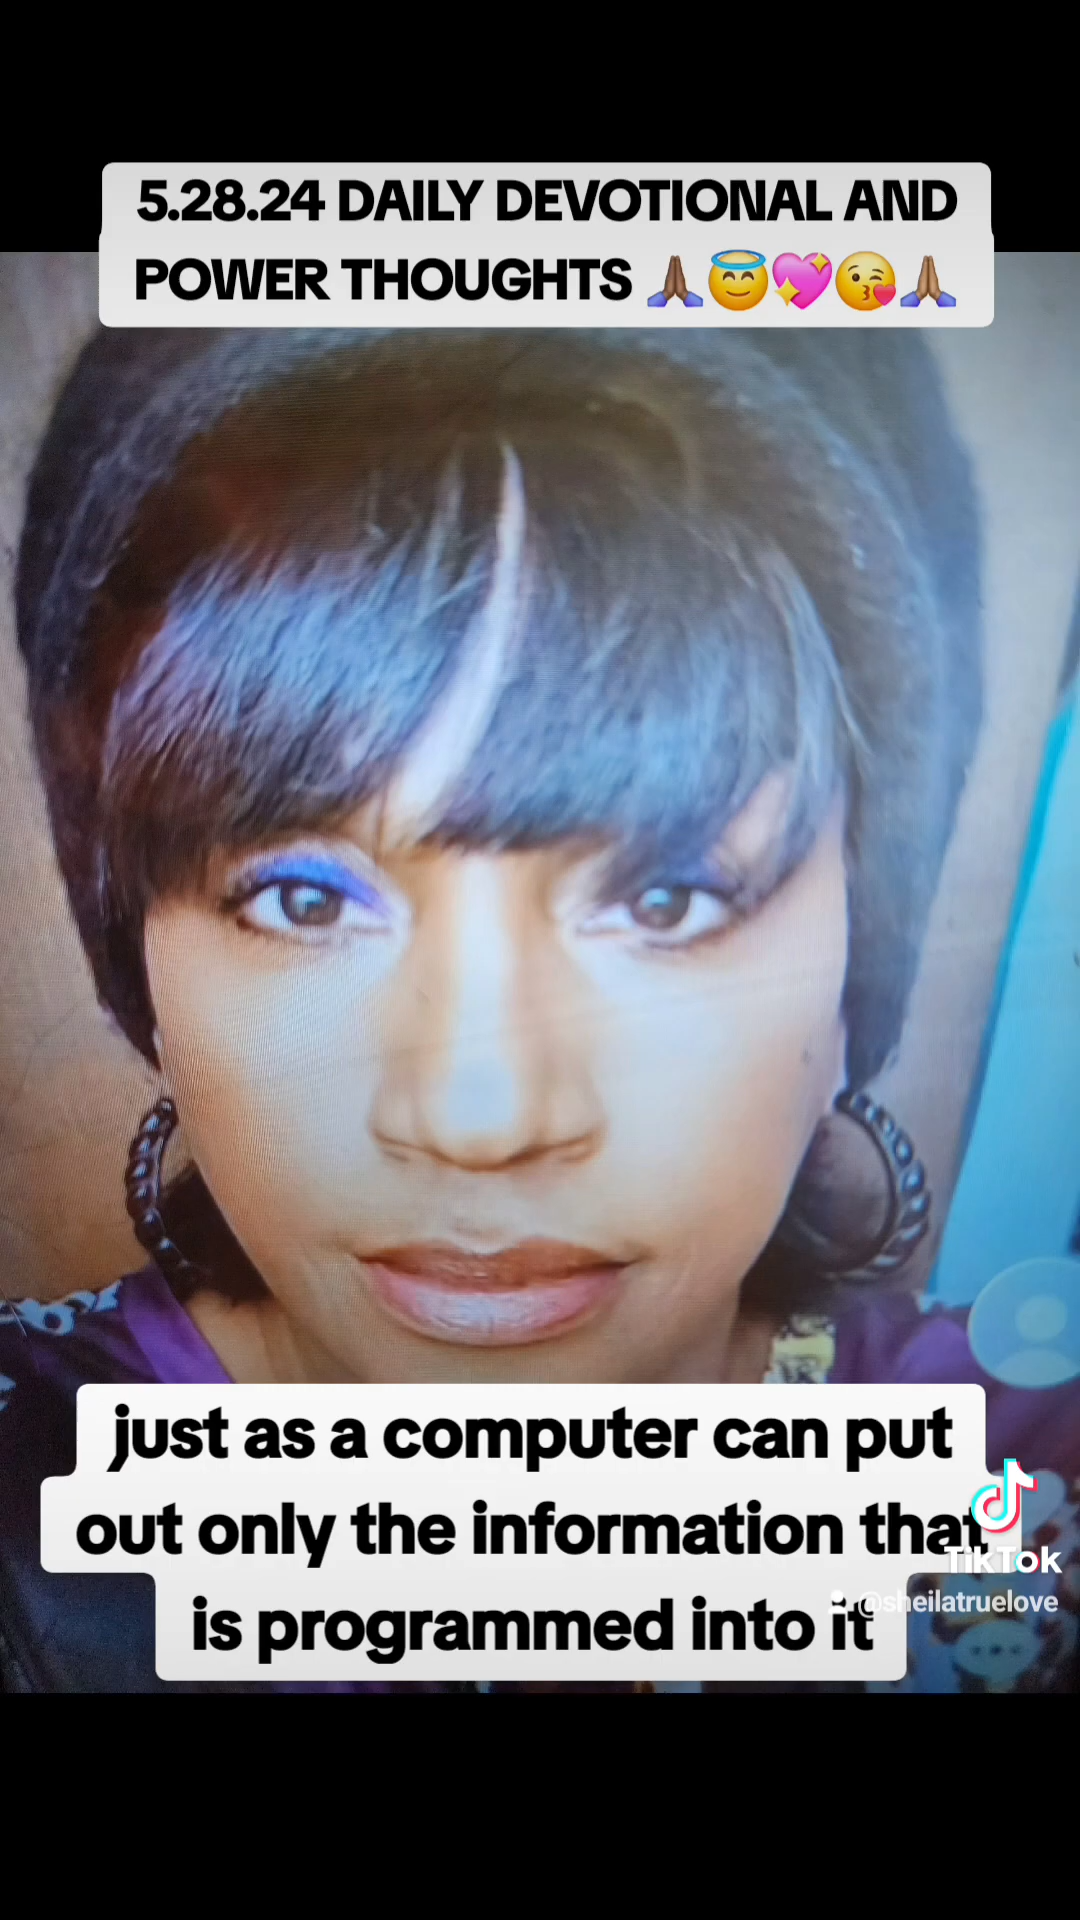 5.28.24 DAILY DEVOTIONAL AND
POWER THOUGHTS 🙏🏾😇💖😘🙏🏾
just as a computer can put
out only the information that
is programmed into it
TikTok
@sheilatruelove